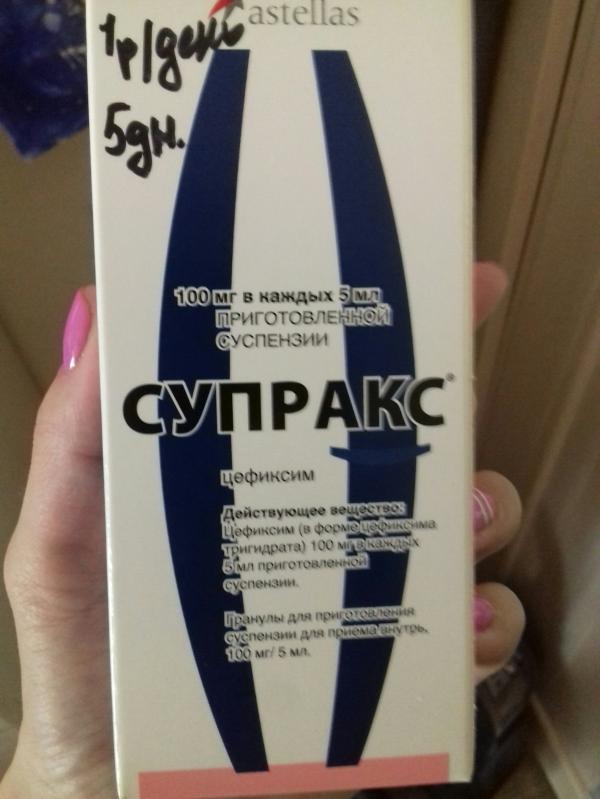 astellas
1р/день
5дн.
100 мг в каждых 5 мл
ПРИГОТОВЛЕННОЙ
СУСПЕНЗИИ
СУПРАКС®
цефиксим
Действующее вещество:
Цефиксим (в форме цефиксима
тригидрата) 100 мг в каждых
5 мл приготовленной
суспензии.
Гранулы для приготовления
суспензии для приема внутрь,
100 мг/ 5 мл.